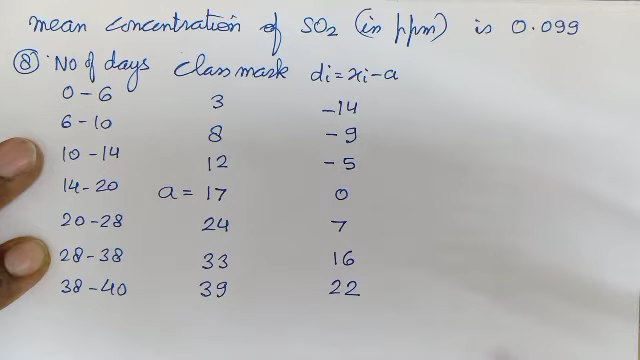 mean concentration of SO2 (in ppm) is 0.099
⑧ No of days class mark di = xi - a
0 - 6 3 -14
6 - 10 8 -9
10 - 14 12 -5
14 - 20 a = 17 0
20 - 28 24 7
28 - 38 33 16
38 - 40 39 22